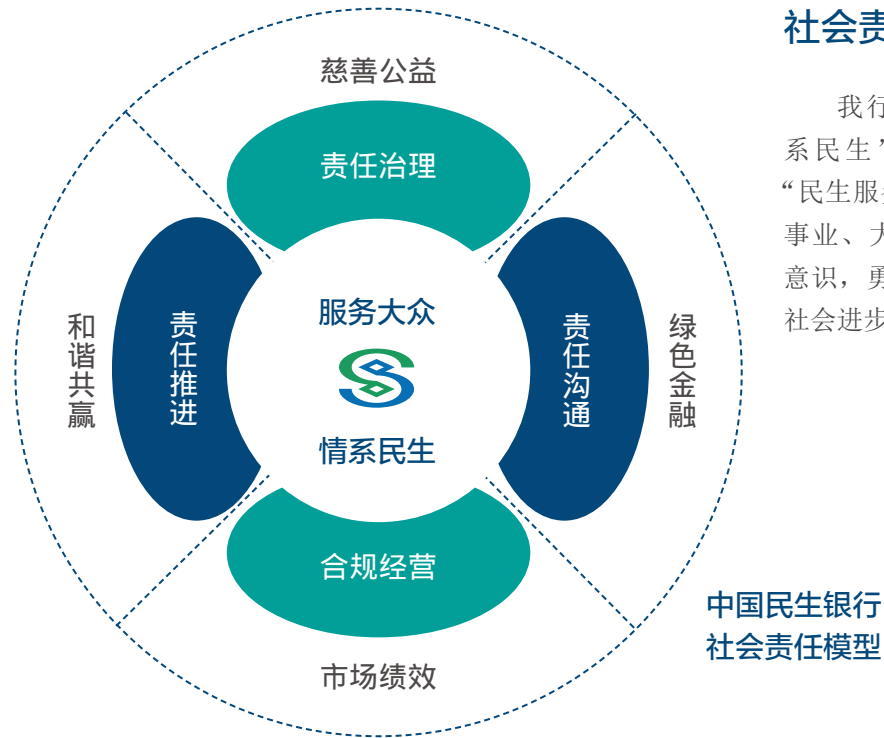 慈善公益
责任治理
和谐共赢
责任推进
服务大众
情系民生
责任沟通
绿色金融
合规经营
市场绩效
中国民生银行
社会责任模型
社会责
我行
系民生’
“民生服
事业、大
意识，勇
社会进步